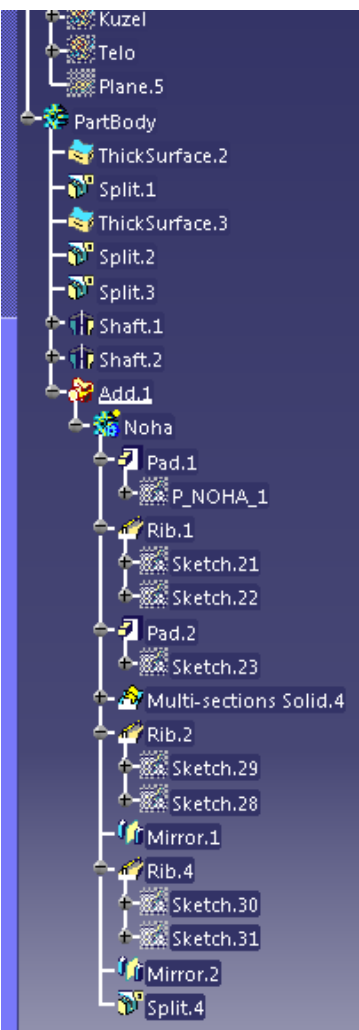 Kuzel
Telo
Plane.5
PartBody
ThickSurface.2
Split.1
ThickSurface.3
Split.2
Split.3
Shaft.1
Shaft.2
Add.1
Noha
Pad.1
P_NOHA_1
Rib.1
Sketch.21
Sketch.22
Pad.2
Sketch.23
Multi-sections Solid.4
Rib.2
Sketch.29
Sketch.28
Mirror.1
Rib.4
Sketch.30
Sketch.31
Mirror.2
Split.4